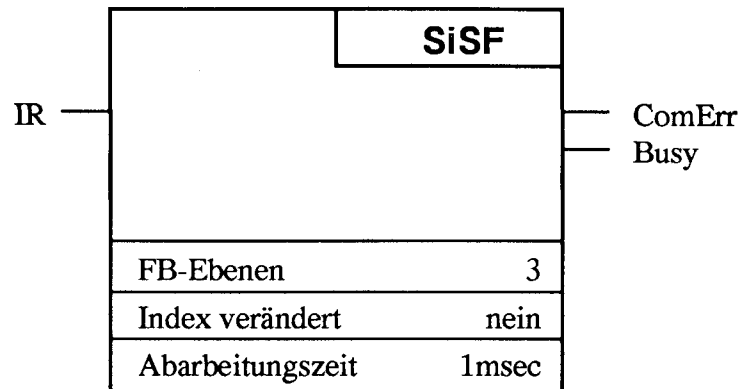 SiSF
IR
ComErr
Busy
FB-Ebenen 3
Index verändert nein
Abarbeitungszeit 1msec